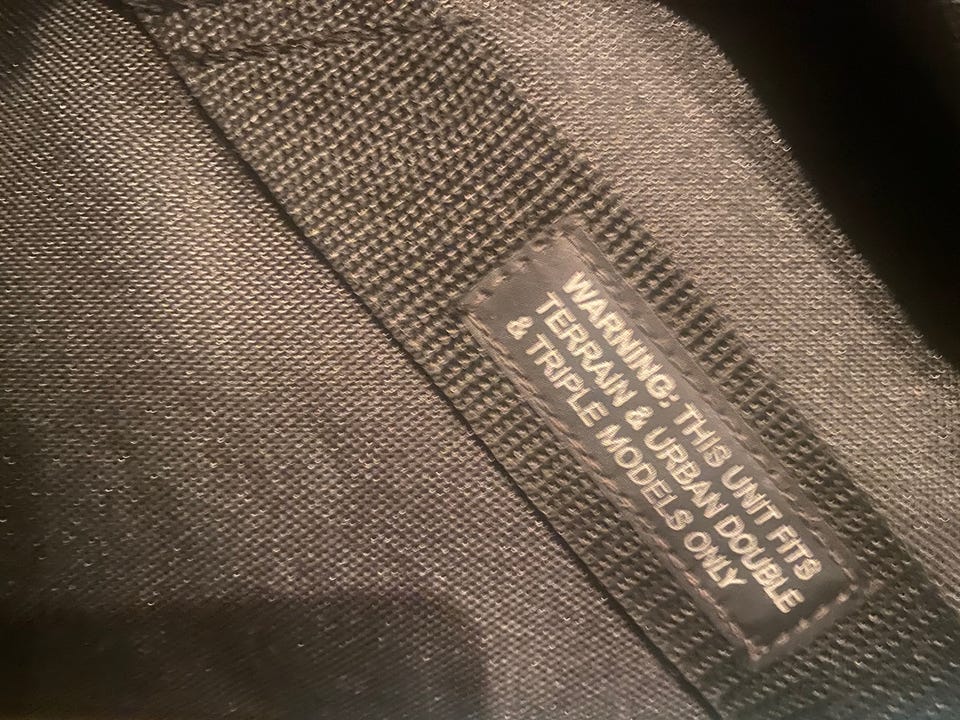 WARNING: THIS UNIT FITS
TERRAIN & URBAN DOUBLE
& TRIPLE MODELS ONLY